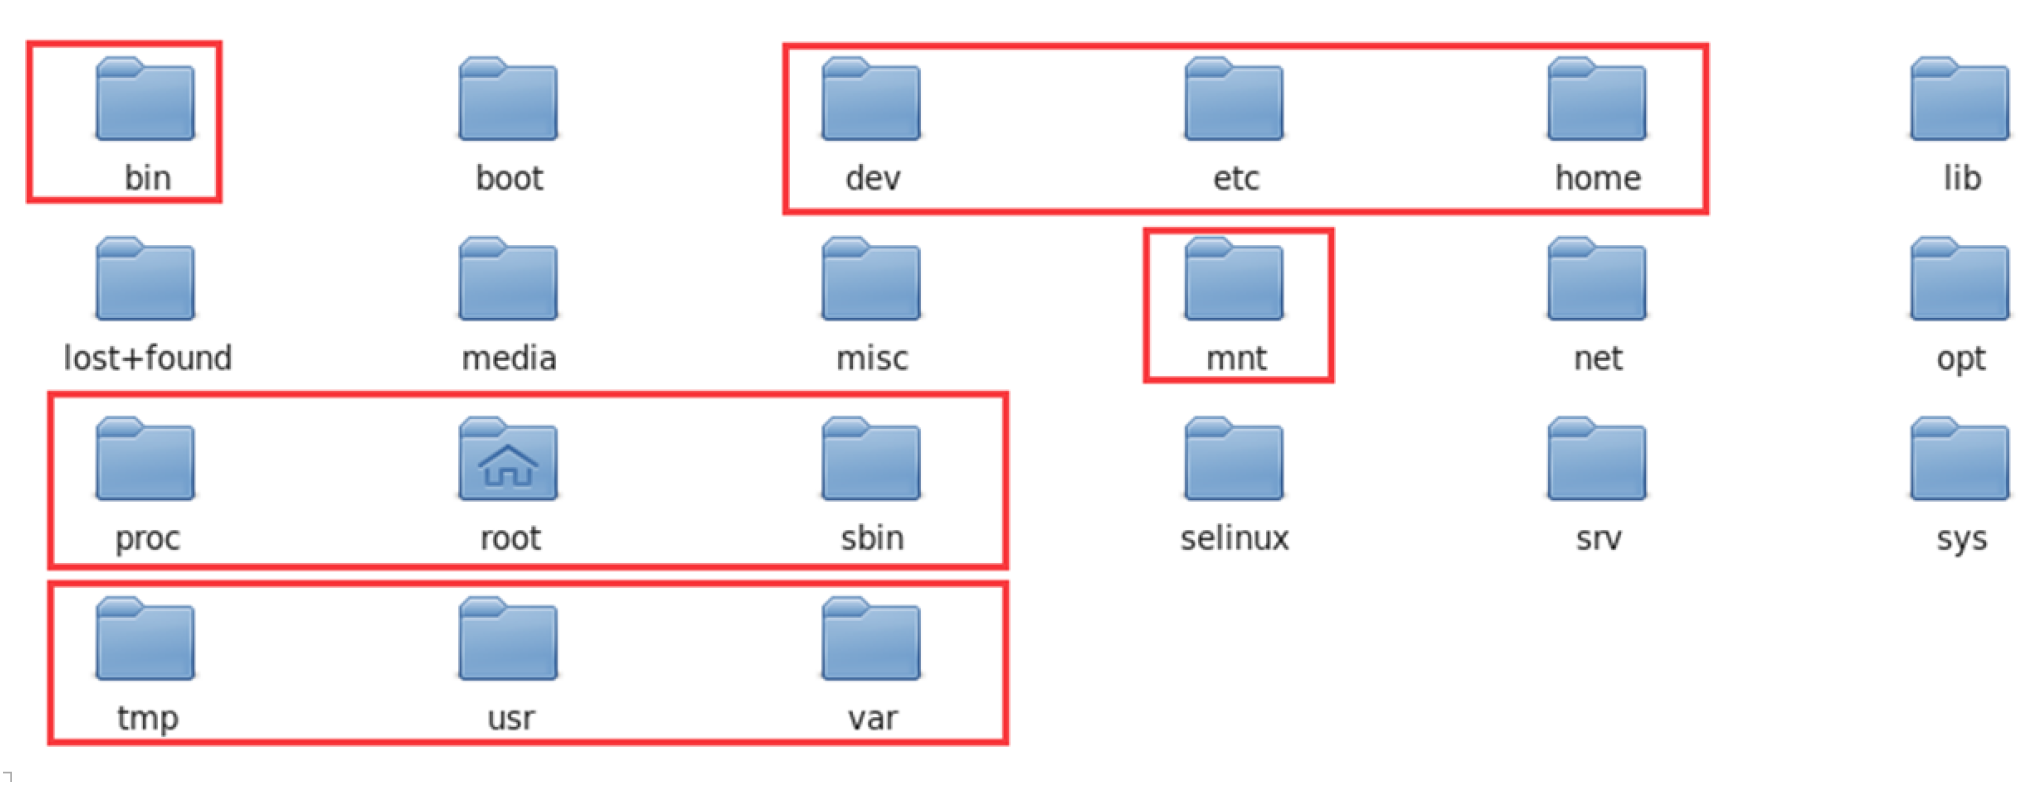 bin boot dev etc home lib
lost+found media misc mnt net opt
proc root sbin selinux srv sys
tmp usr var